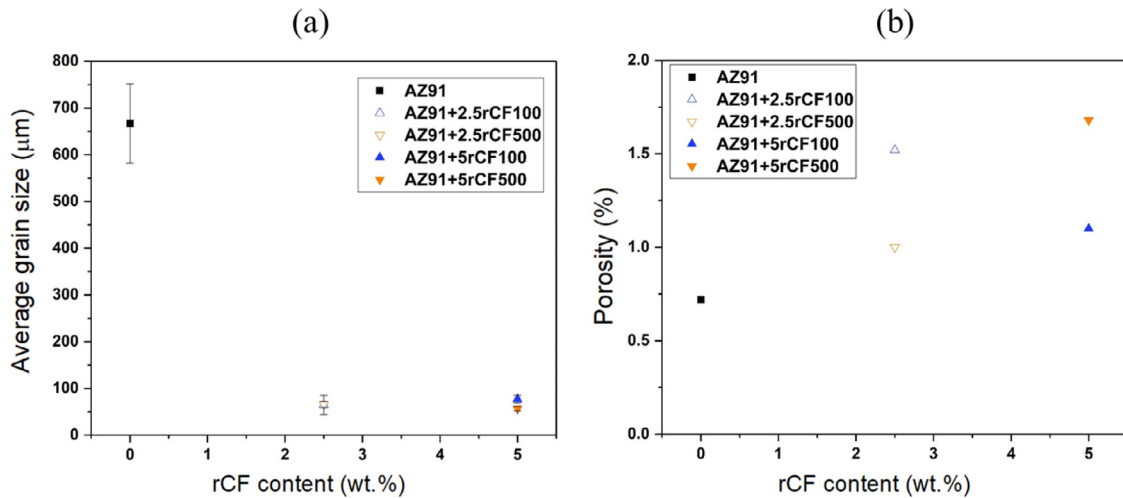 (a)
800
700
600
500
400
300
200
100
0
Average grain size (μm)
AZ91
AZ91+2.5rCF100
AZ91+2.5rCF500
AZ91+5rCF100
AZ91+5rCF500
0 1 2 3 4 5
rCF content (wt.%)
(b)
2.0
1.5
1.0
0.5
0.0
Porosity (%)
AZ91
AZ91+2.5rCF100
AZ91+2.5rCF500
AZ91+5rCF100
AZ91+5rCF500
0 1 2 3 4 5
rCF content (wt.%)